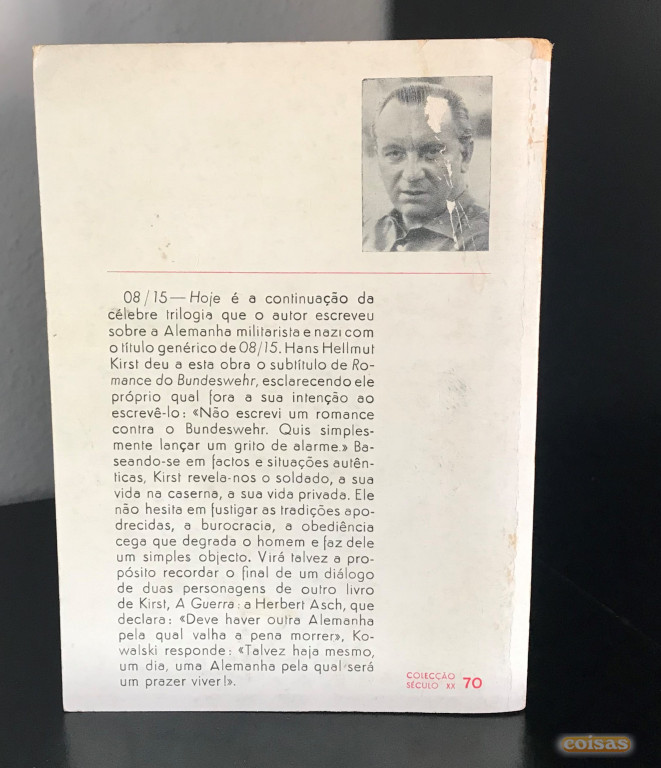 08/15 — Hoje é a continuação da
célebre trilogia que o autor escreveu
sobre a Alemanha militarista e nazi com
o título genérico de 08/15. Hans Hellmut
Kirst deu a esta obra o subtítulo de Ro-
mance do Bundeswehr, esclarecendo ele
próprio qual fora a sua intenção ao
escrevê-lo: «Não escrevi um romance
contra o Bundeswehr. Quis simples-
mente lançar um grito de alarme.» Ba-
seando-se em factos e situações autên-
ticas, Kirst revela-nos o soldado, a sua
vida na caserna, a sua vida privada. Ele
não hesita em fustigar as tradições apo-
drecidas, a burocracia, a obediência
cega que degrada o homem e faz dele
um simples objecto. Virá talvez a pro-
pósito recordar o final de um diálogo
de duas personagens de outro livro
de Kirst, A Guerra: a Herbert Asch, que
declara: «Deve haver outra Alemanha
pela qual valha a pena morrer», Ko-
walski responde: «Talvez haja mesmo,
um dia, uma Alemanha pela qual será
um prazer viver!».
COLECÇÃO
SÉCULO XX 70
coisas